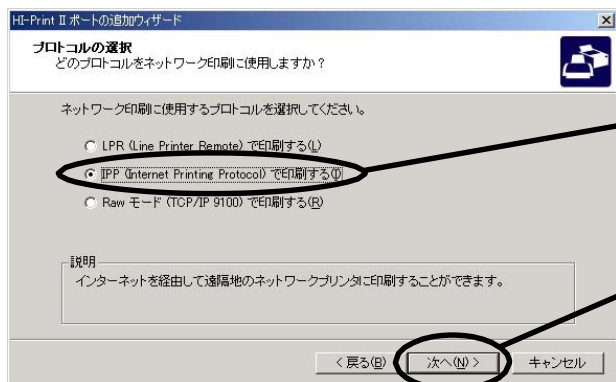 HI-Print II ポートの追加ウィザード
プロトコルの選択
どのプロトコルをネットワーク印刷に使用しますか？
ネットワーク印刷に使用するプロトコルを選択してください。
LPR (Line Printer Remote) で印刷する(L)
IPP (Internet Printing Protocol) で印刷する(I)
Raw モード (TCP/IP 9100) で印刷する(R)
説明
インターネットを経由して遠隔地のネットワークプリンタに印刷することができます。
< 戻る(B) 次へ(N) > キャンセル